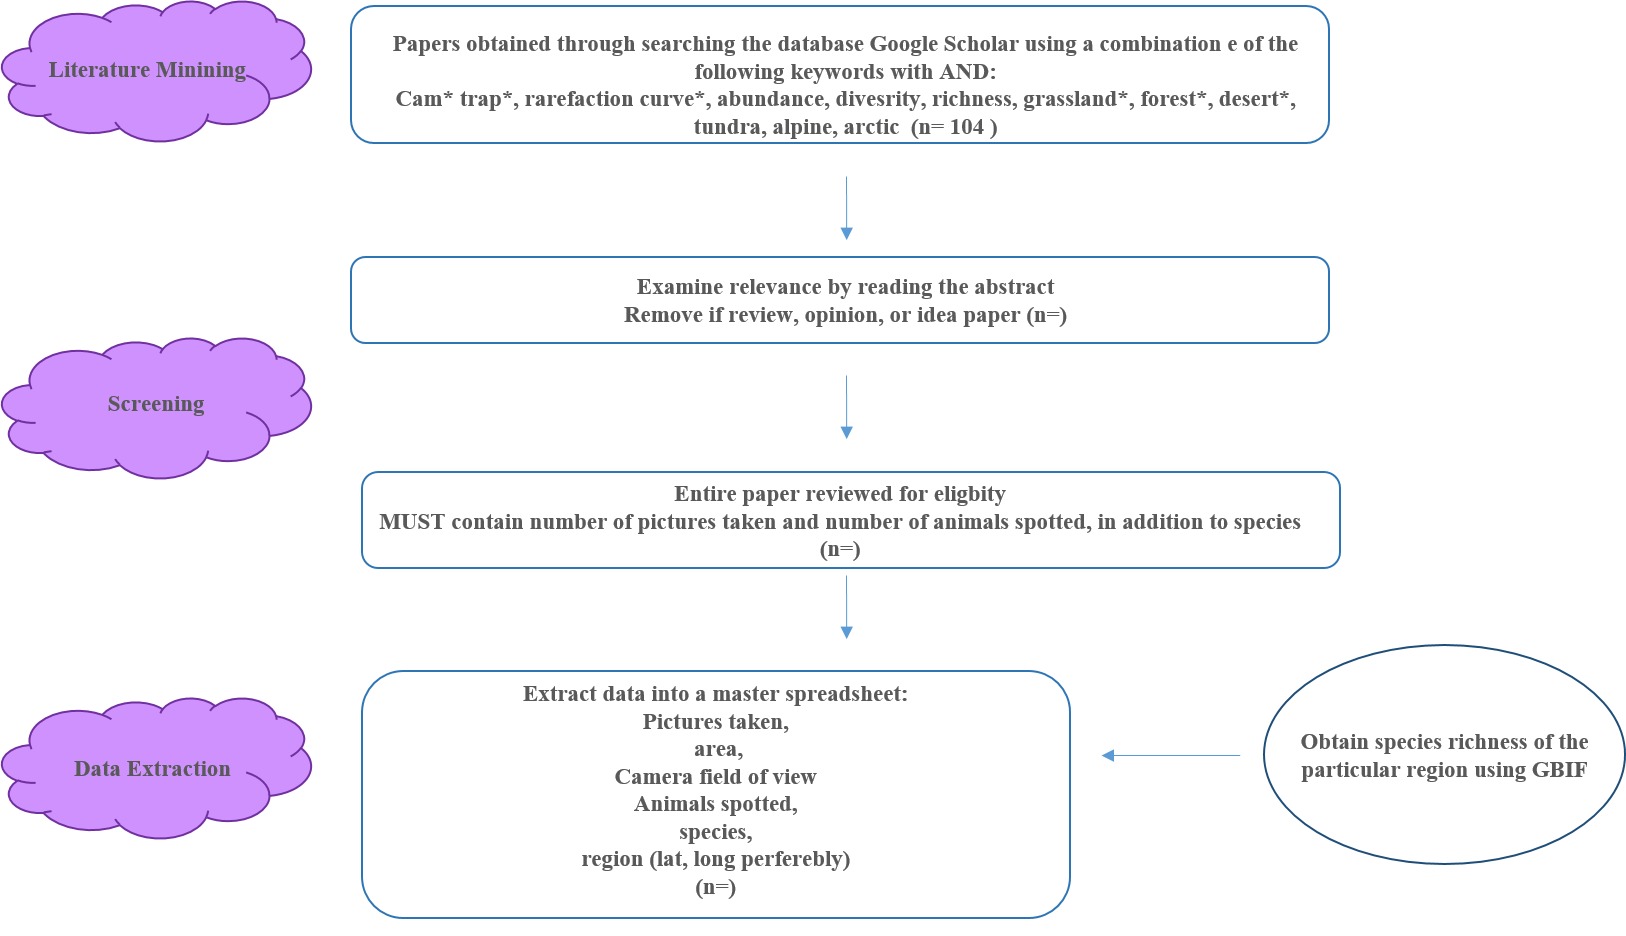 Literature Minining
Papers obtained through searching the database Google Scholar using a combination e of the
following keywords with AND:
Cam* trap*, rarefaction curve*, abundance, divesrity, richness, grassland*, forest*, desert*,
tundra, alpine, arctic  (n= 104 )
Examine relevance by reading the abstract
Remove if review, opinion, or idea paper (n=)
Screening
Entire paper reviewed for eligbity
MUST contain number of pictures taken and number of animals spotted, in addition to species
(n=)
Data Extraction
Extract data into a master spreadsheet:
Pictures taken,
area,
Camera field of view
Animals spotted,
species,
region (lat, long perferebly)
(n=)
Obtain species richness of the
particular region using GBIF